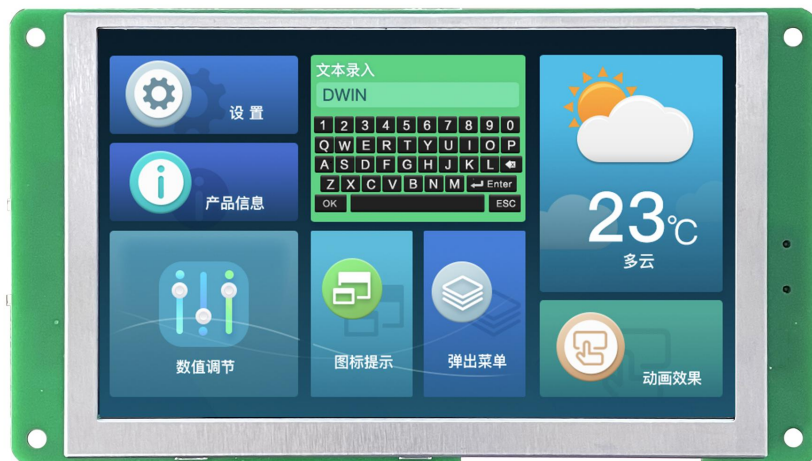 设置
产品信息
数值调节
文本录入
DWIN
1 2 3 4 5 6 7 8 9 0
Q W E R T Y U I O P
A S D F G H J K L
Z X C V B N M Enter
OK ESC
图标提示
弹出菜单
23℃
多云
动画效果